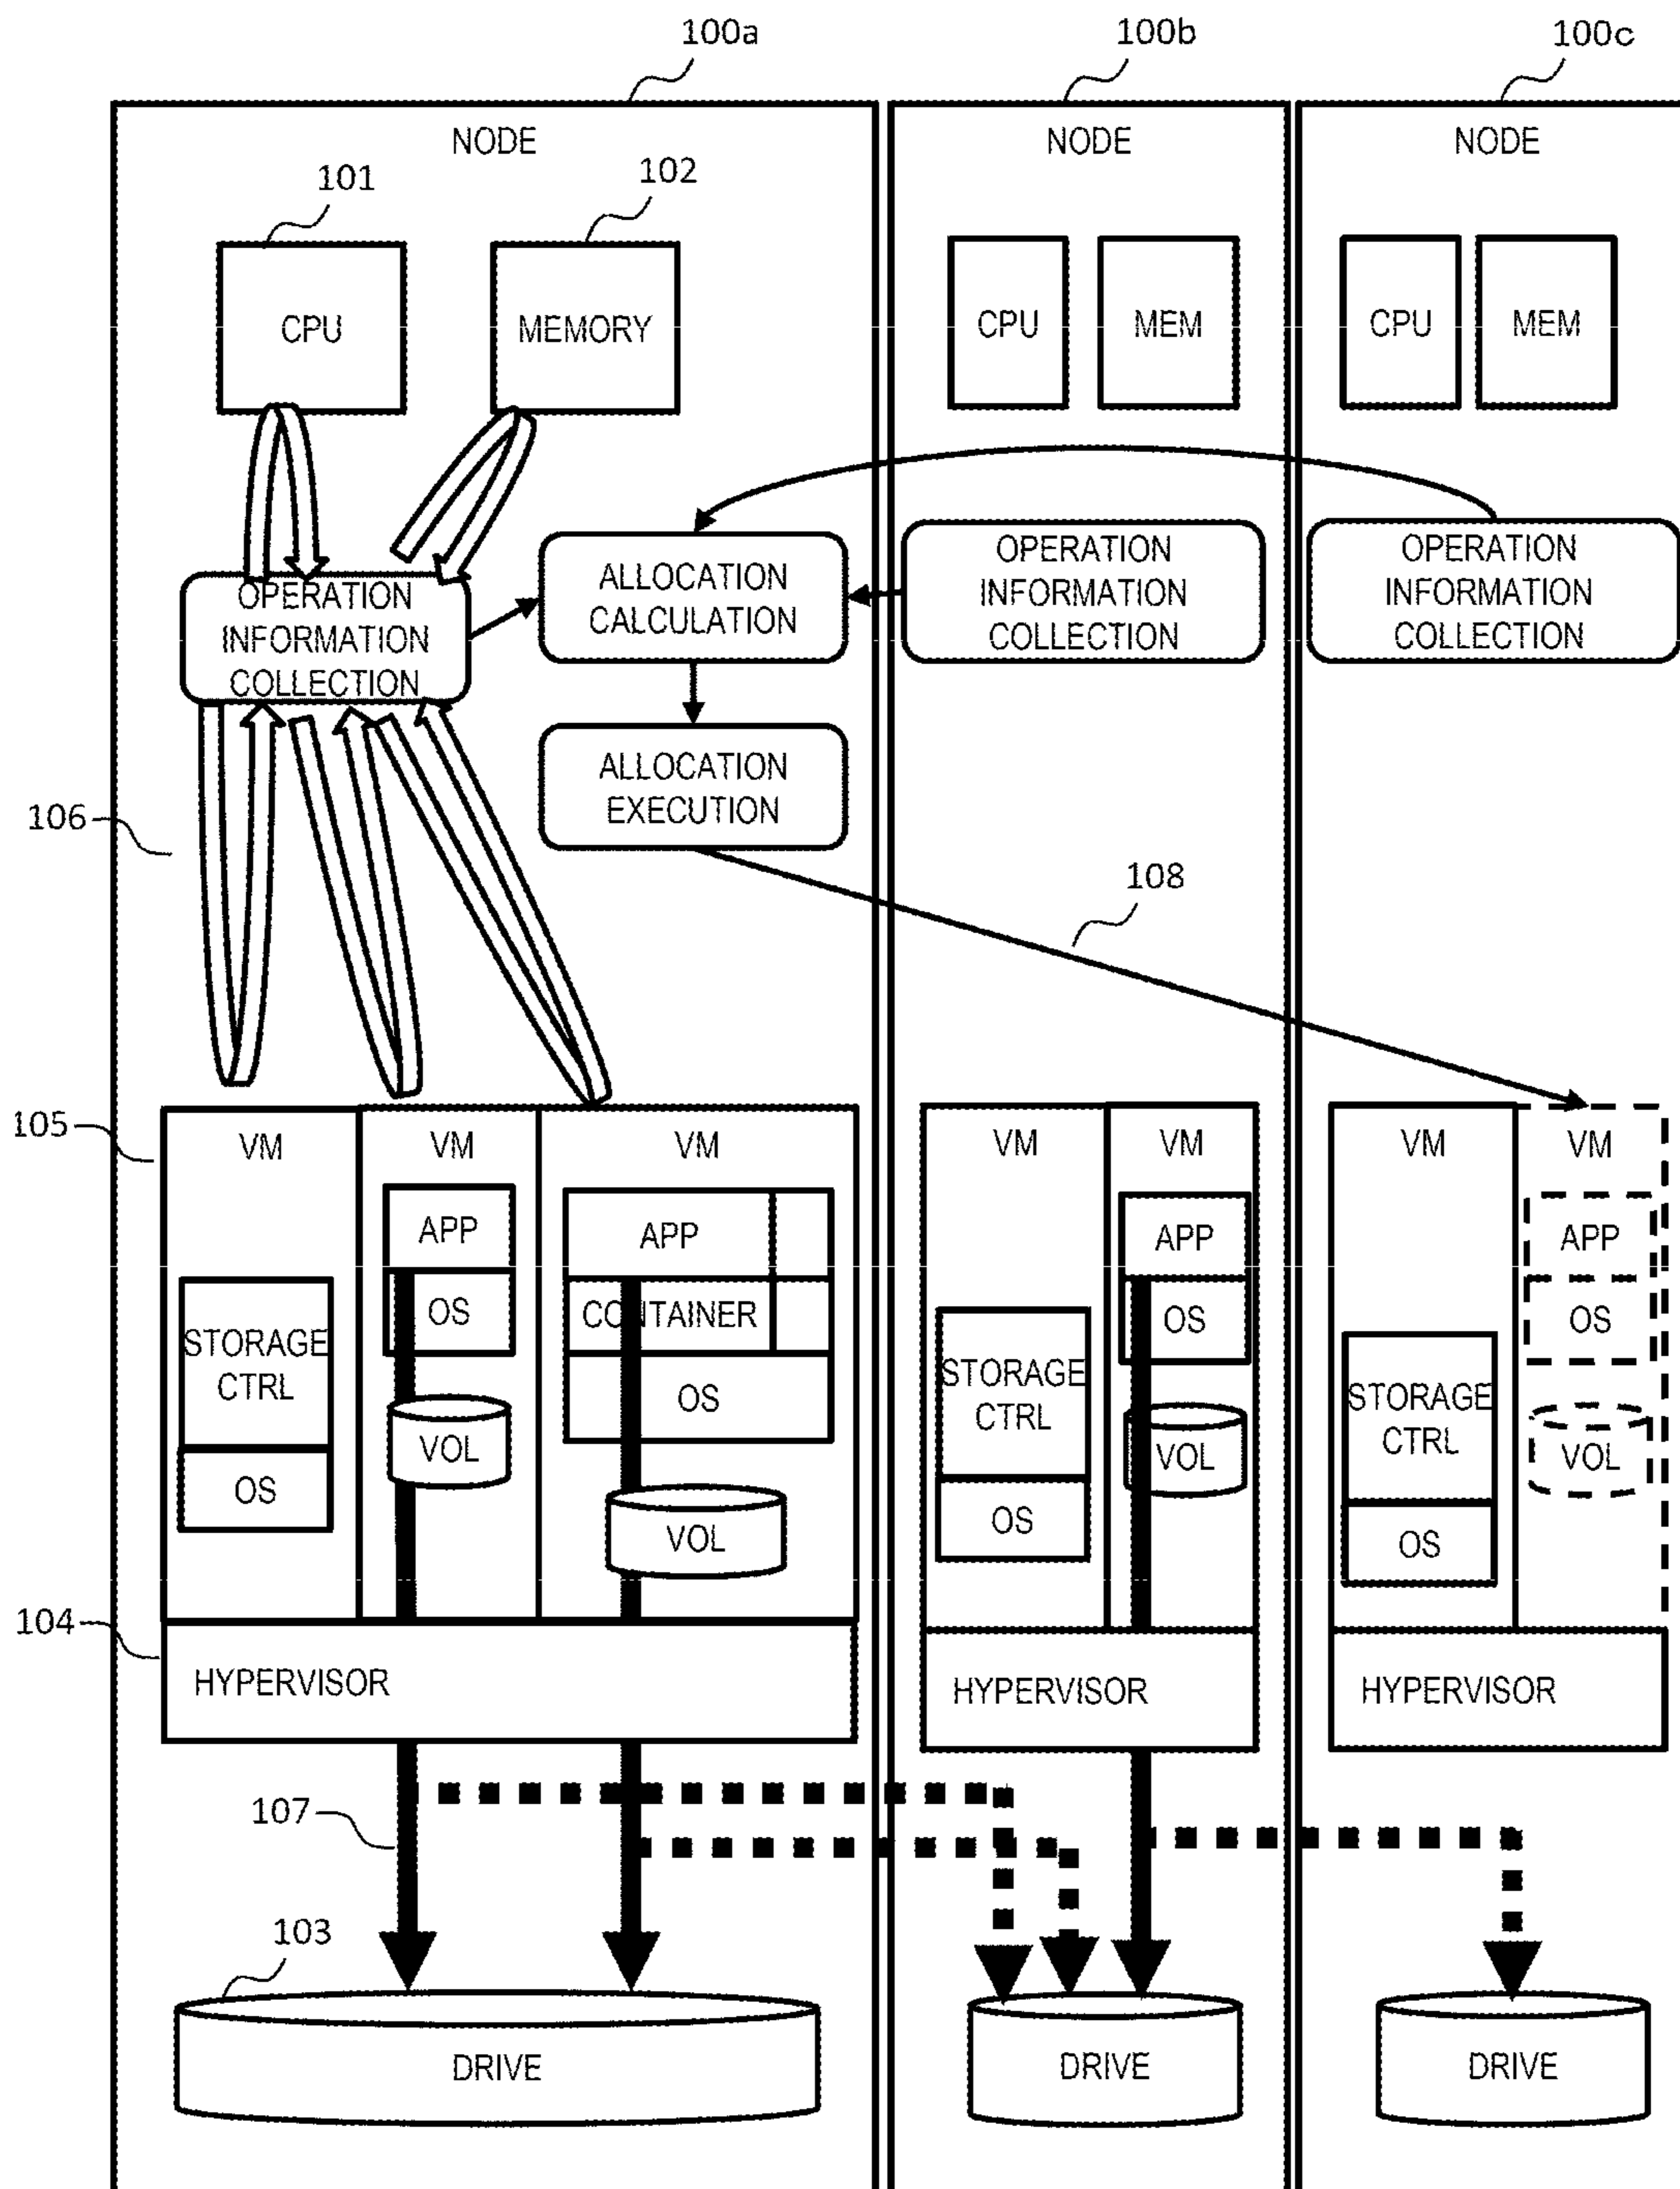 100a
100b
100c
NODE
NODE
NODE
101
102
CPU
MEMORY
CPU
MEM
CPU
MEM
OPERATION
INFORMATION
COLLECTION
ALLOCATION
CALCULATION
OPERATION
INFORMATION
COLLECTION
OPERATION
INFORMATION
COLLECTION
ALLOCATION
EXECUTION
106
108
105
VM
VM
VM
VM
VM
VM
VM
APP
APP
APP
APP
STORAGE
CTRL
OS
OS
CONTAINER
OS
STORAGE
CTRL
OS
OS
STORAGE
CTRL
OS
OS
VOL
VOL
VOL
VOL
104
HYPERVISOR
HYPERVISOR
HYPERVISOR
107
103
DRIVE
DRIVE
DRIVE